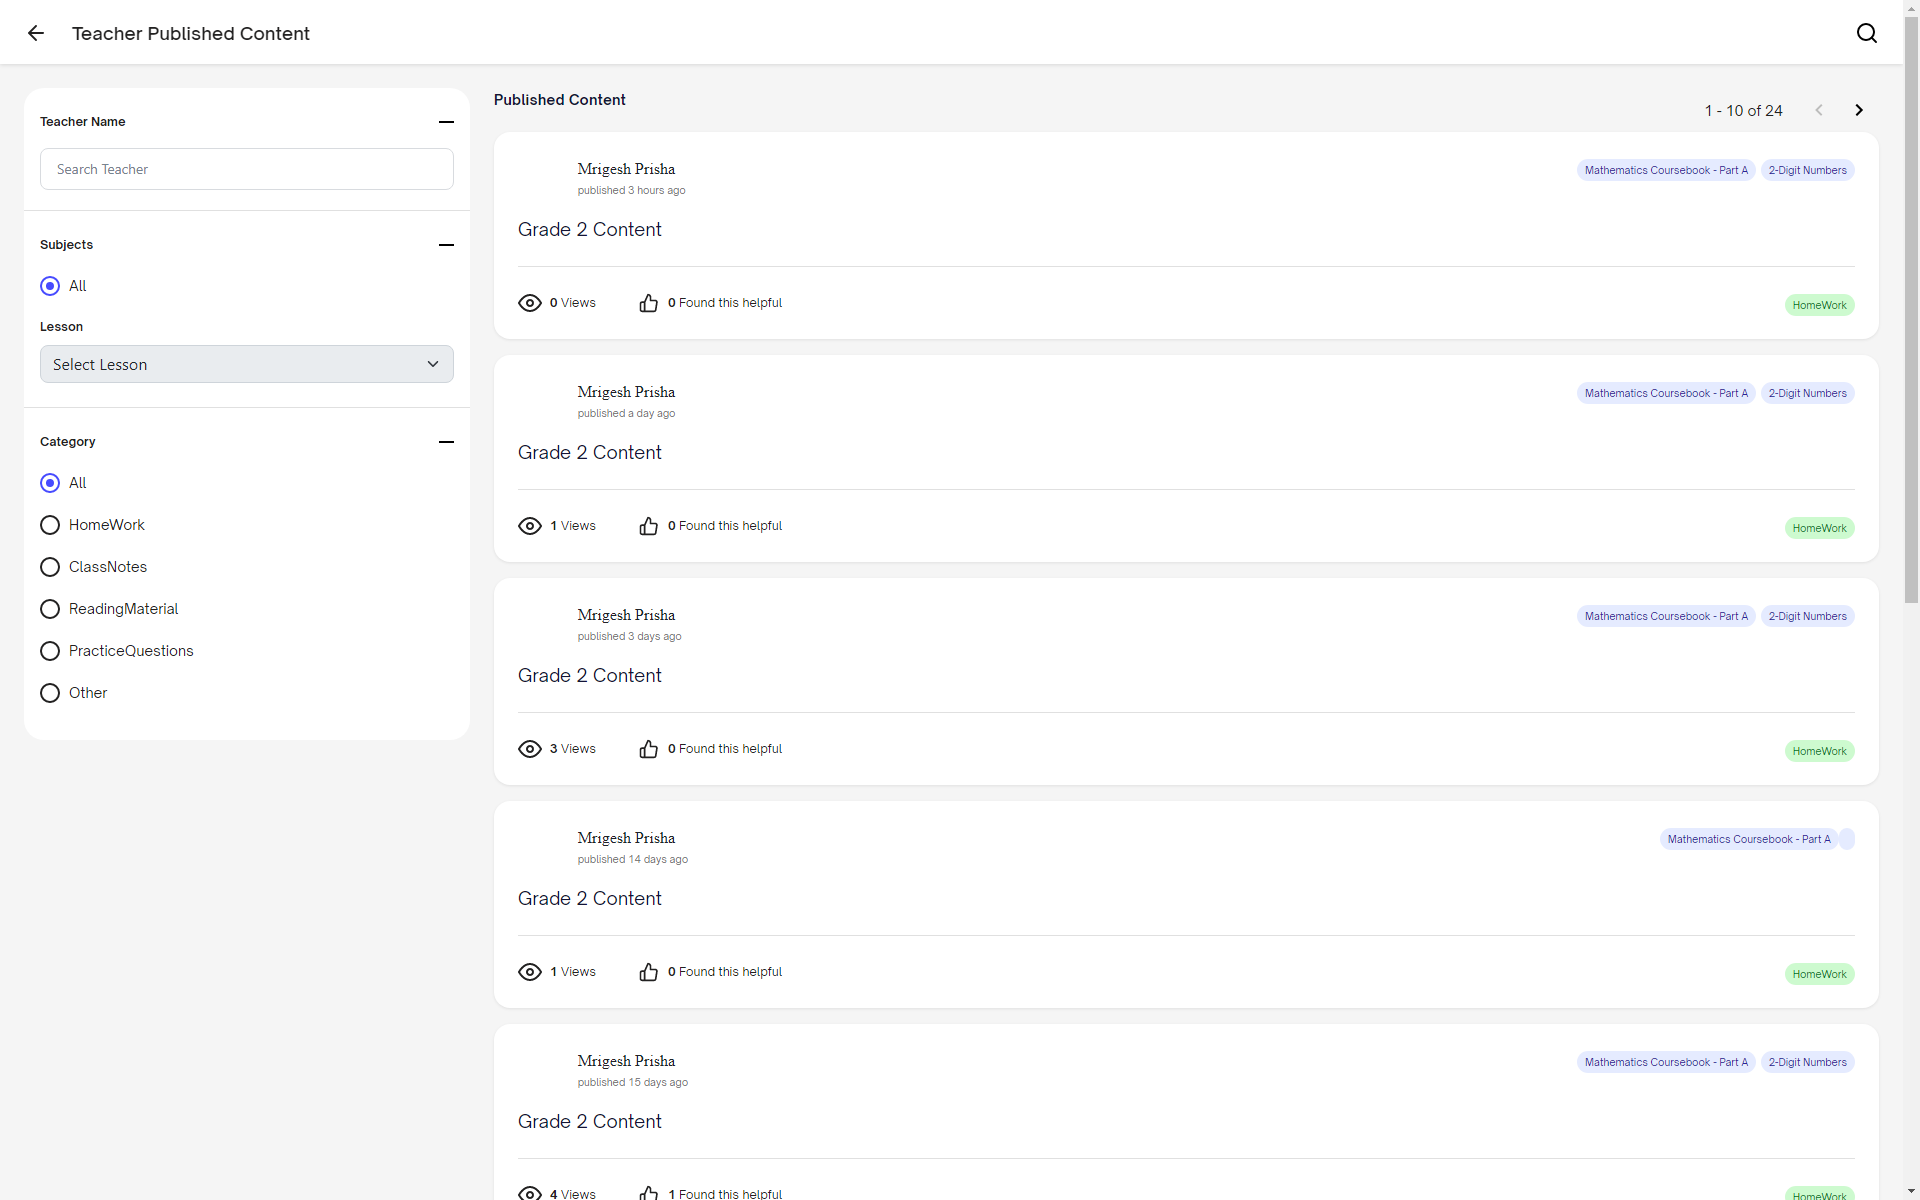 Teacher Published Content
Teacher Name
Search Teacher
Subjects
All
Lesson
Select Lesson
Category
All
HomeWork
ClassNotes
ReadingMaterial
PracticeQuestions
Other
Published Content
1 - 10 of 24
Mrigesh Prisha
published 3 hours ago
Mathematics Coursebook - Part A 2-Digit Numbers
Grade 2 Content
0 Views 0 Found this helpful
HomeWork
Mrigesh Prisha
published a day ago
Mathematics Coursebook - Part A 2-Digit Numbers
Grade 2 Content
1 Views 0 Found this helpful
HomeWork
Mrigesh Prisha
published 3 days ago
Mathematics Coursebook - Part A 2-Digit Numbers
Grade 2 Content
3 Views 0 Found this helpful
HomeWork
Mrigesh Prisha
published 14 days ago
Mathematics Coursebook - Part A
Grade 2 Content
1 Views 0 Found this helpful
HomeWork
Mrigesh Prisha
published 15 days ago
Mathematics Coursebook - Part A 2-Digit Numbers
Grade 2 Content
4 Views 1 Found this helpful
HomeWork